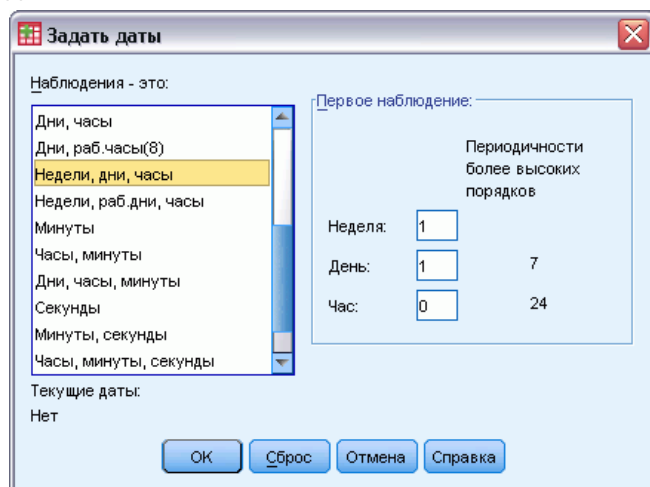 Задать даты
Наблюдения - это:
Дни, часы
Дни, раб.часы(8)
Недели, дни, часы
Недели, раб.дни, часы
Минуты
Часы, минуты
Дни, часы, минуты
Секунды
Минуты, секунды
Часы, минуты, секунды
Первое наблюдение:
Периодичности
более высоких
порядков
Неделя: 1
День: 1 7
Час: 0 24
Текущие даты:
Нет
OK Сброс Отмена Справка